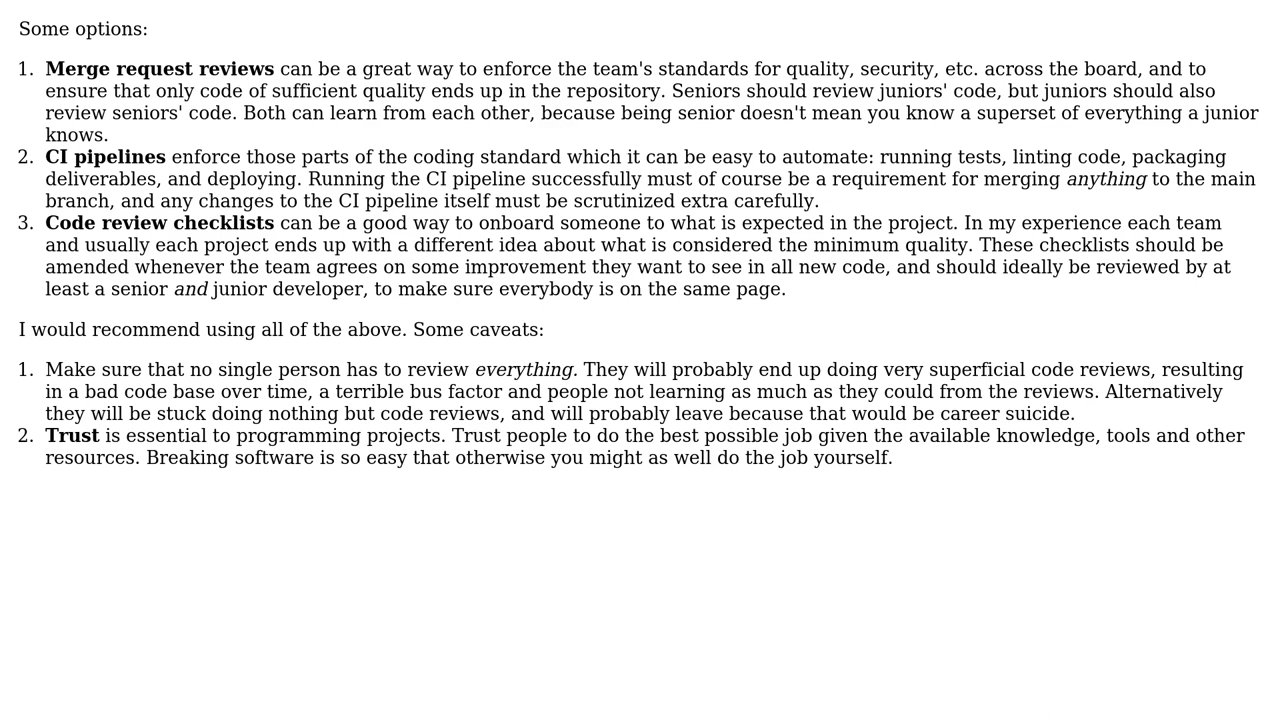 Some options:
1. Merge request reviews can be a great way to enforce the team's standards for quality, security, etc. across the board, and to
ensure that only code of sufficient quality ends up in the repository. Seniors should review juniors' code, but juniors should also
review seniors' code. Both can learn from each other, because being senior doesn't mean you know a superset of everything a junior
knows.
2. CI pipelines enforce those parts of the coding standard which it can be easy to automate: running tests, linting code, packaging
deliverables, and deploying. Running the CI pipeline successfully must of course be a requirement for merging anything to the main
branch, and any changes to the CI pipeline itself must be scrutinized extra carefully.
3. Code review checklists can be a good way to onboard someone to what is expected in the project. In my experience each team
and usually each project ends up with a different idea about what is considered the minimum quality. These checklists should be
amended whenever the team agrees on some improvement they want to see in all new code, and should ideally be reviewed by at
least a senior and junior developer, to make sure everybody is on the same page.
I would recommend using all of the above. Some caveats:
1. Make sure that no single person has to review everything. They will probably end up doing very superficial code reviews, resulting
in a bad code base over time, a terrible bus factor and people not learning as much as they could from the reviews. Alternatively
they will be stuck doing nothing but code reviews, and will probably leave because that would be career suicide.
2. Trust is essential to programming projects. Trust people to do the best possible job given the available knowledge, tools and other
resources. Breaking software is so easy that otherwise you might as well do the job yourself.